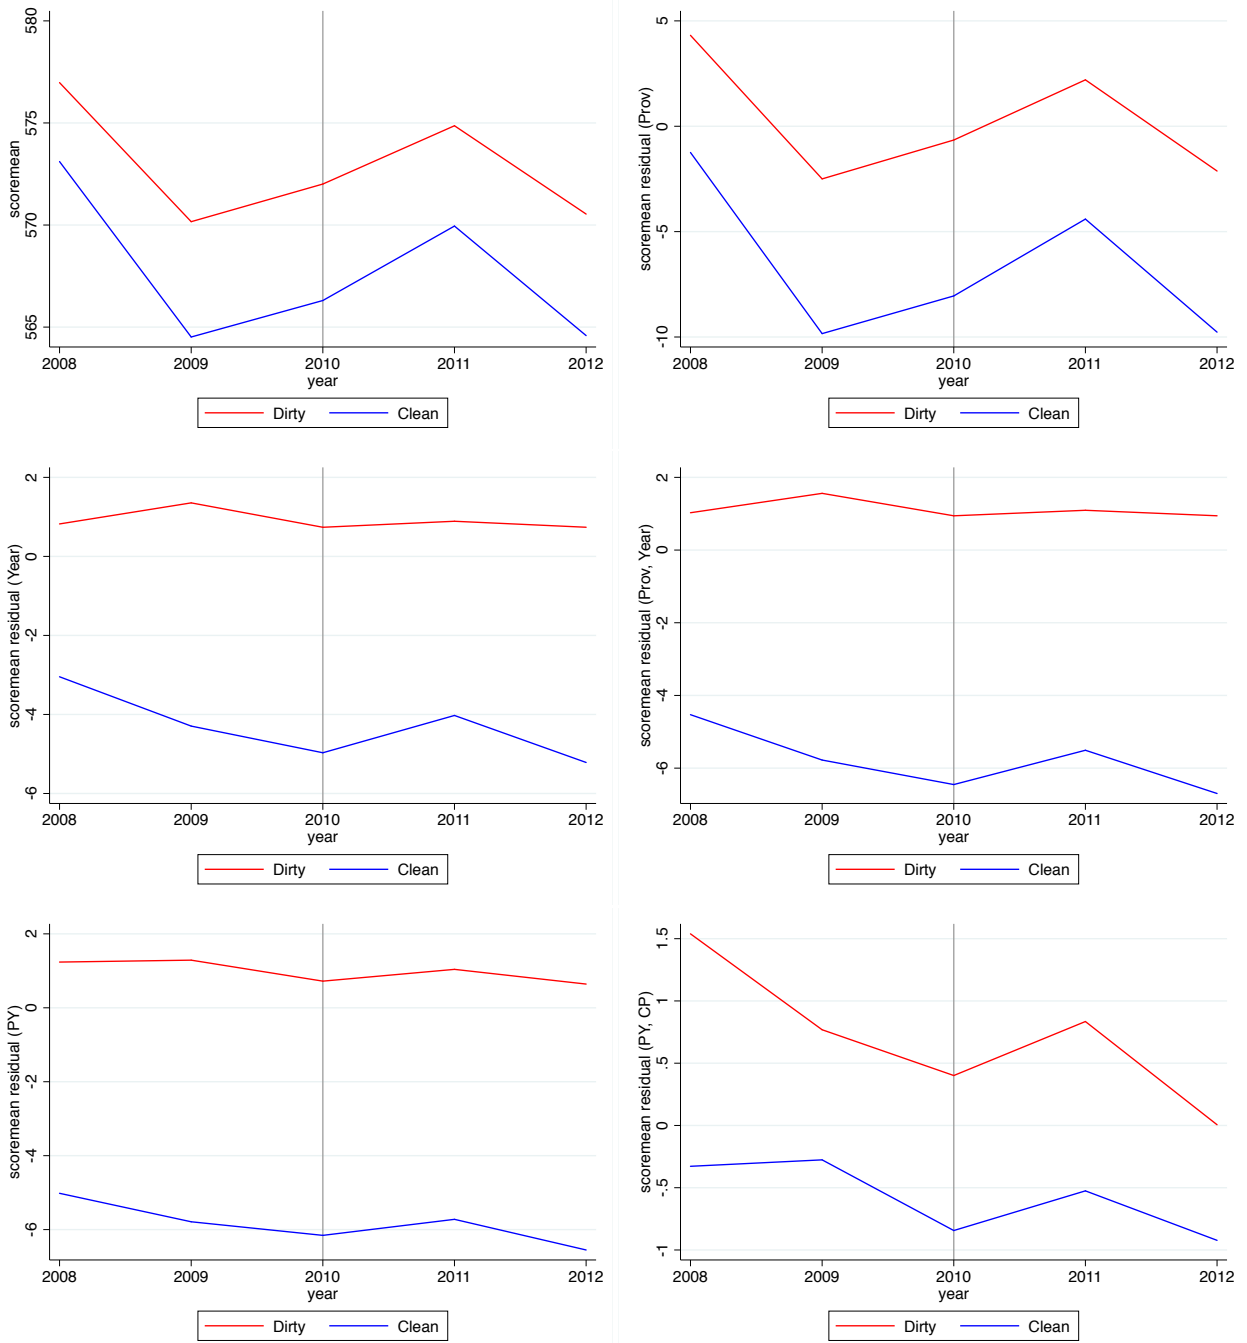 scoremean
580
575
570
565
2008 2009 2010 2011 2012
year
Dirty Clean
scoremean residual (Prov)
5
0
-5
-10
2008 2009 2010 2011 2012
year
Dirty Clean
scoremean residual (Year)
2
0
-2
-4
-6
2008 2009 2010 2011 2012
year
Dirty Clean
scoremean residual (Prov, Year)
2
0
-2
-4
-6
2008 2009 2010 2011 2012
year
Dirty Clean
scoremean residual (PY)
2
0
-2
-4
-6
2008 2009 2010 2011 2012
year
Dirty Clean
scoremean residual (PY, CP)
1.5
1
.5
0
-.5
-1
2008 2009 2010 2011 2012
year
Dirty Clean